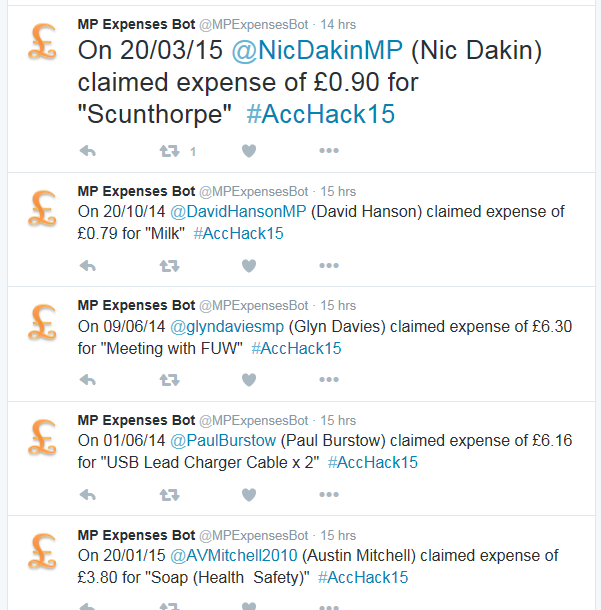 MP Expenses Bot @MPExpensesBot · 14 hrs
On 20/03/15 @NicDakinMP (Nic Dakin)
claimed expense of £0.90 for
"Scunthorpe" #AccHack15
1
MP Expenses Bot @MPExpensesBot · 15 hrs
On 20/10/14 @DavidHansonMP (David Hanson) claimed expense of
£0.79 for "Milk" #AccHack15
MP Expenses Bot @MPExpensesBot · 15 hrs
On 09/06/14 @glyndaviesmp (Glyn Davies) claimed expense of £6.30
for "Meeting with FUW" #AccHack15
MP Expenses Bot @MPExpensesBot · 15 hrs
On 01/06/14 @PaulBurstow (Paul Burstow) claimed expense of £6.16
for "USB Lead Charger Cable x 2" #AccHack15
MP Expenses Bot @MPExpensesBot · 15 hrs
On 20/01/15 @AVMitchell2010 (Austin Mitchell) claimed expense of
£3.80 for "Soap (Health  Safety)" #AccHack15